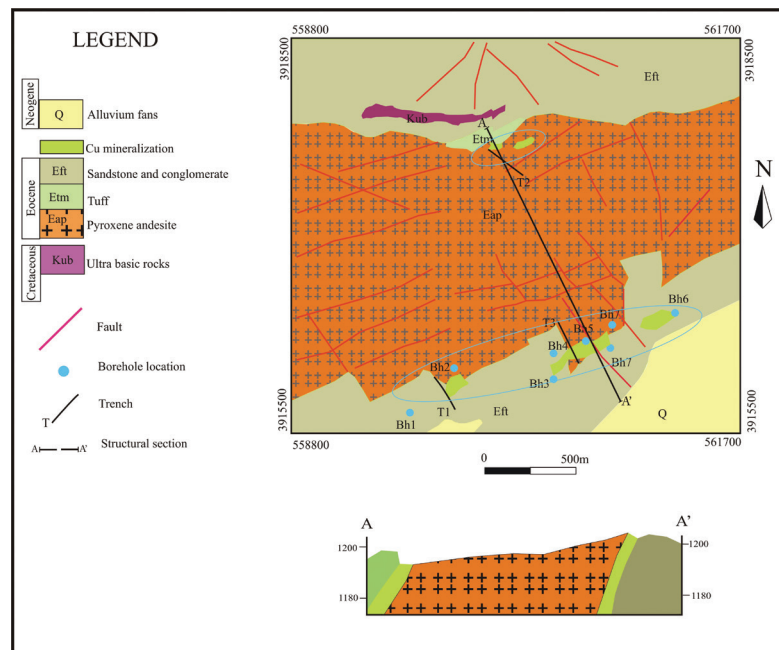 LEGEND
Neogene
Q Alluvium fans
Cu mineralization
Eocene
Eft Sandstone and conglomerate
Etm Tuff
Eap Pyroxene andesite
Cretaceous
Kub Ultra basic rocks
Fault
Borehole location
T Trench
A A' Structural section
558800 561700
3918500 3918500
Eft
Kub
A
Etm
T2
Eap
Bh6
T3 Bh7
Bh5
Bh4
Bh7
Bh2
Bh3
A'
T1 Eft Q
Bh1
3915500 3915500
558800 561700
0 500m
N
A A'
1200 1200
1180 1180